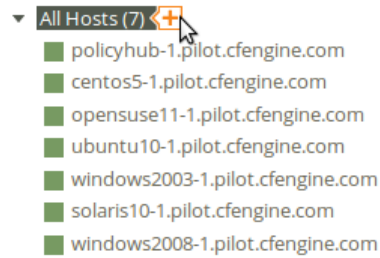 All Hosts (7) +
policyhub-1.pilot.cfengine.com
centos5-1.pilot.cfengine.com
opensuse11-1.pilot.cfengine.com
ubuntu10-1.pilot.cfengine.com
windows2003-1.pilot.cfengine.com
solaris10-1.pilot.cfengine.com
windows2008-1.pilot.cfengine.com